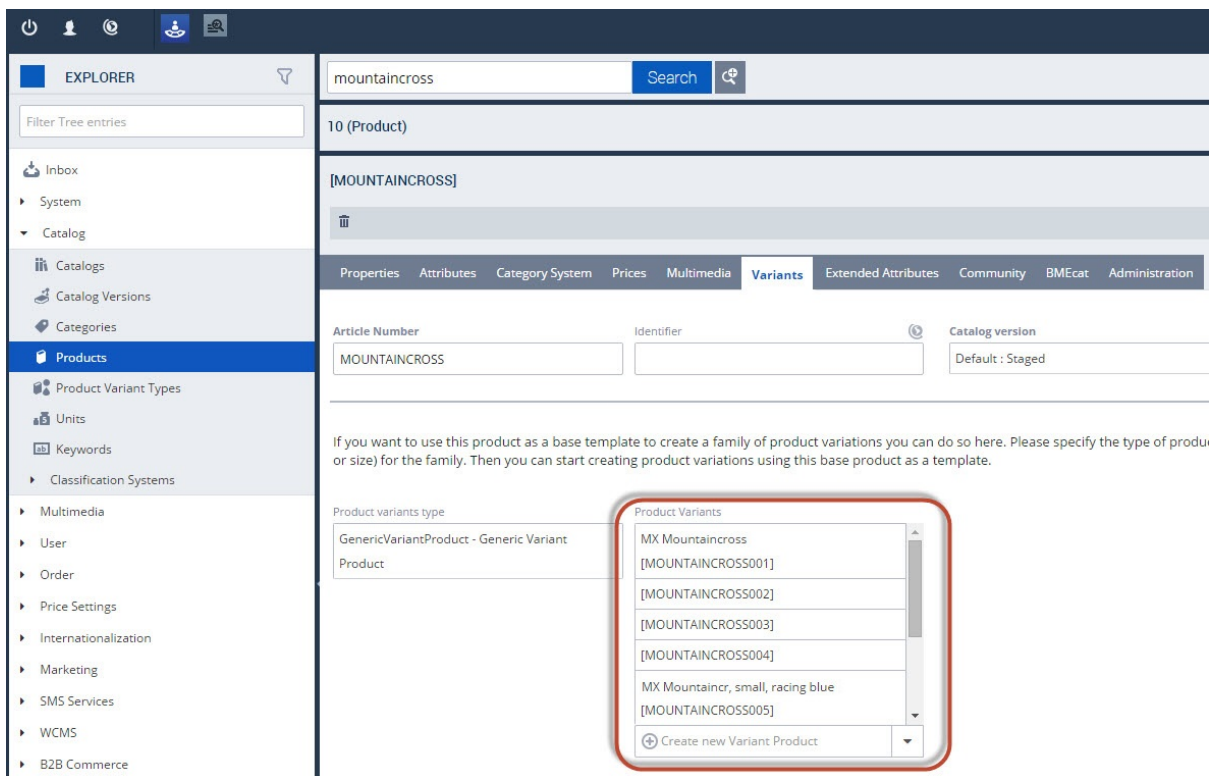 EXPLORER
Filter Tree entries
Inbox
System
Catalog
Catalogs
Catalog Versions
Categories
Products
Product Variant Types
Units
Keywords
Classification Systems
Multimedia
User
Order
Price Settings
Internationalization
Marketing
SMS Services
WCMS
B2B Commerce
mountaincross
Search
10 (Product)
[MOUNTAINCROSS]
Properties Attributes Category System Prices Multimedia Variants Extended Attributes Community BMEcat Administration
Article Number
MOUNTAINCROSS
Identifier
Catalog version
Default : Staged
If you want to use this product as a base template to create a family of product variations you can do so here. Please specify the type of produc
or size) for the family. Then you can start creating product variations using this base product as a template.
Product variants type
GenericVariantProduct - Generic Variant
Product
Product Variants
MX Mountaincross
[MOUNTAINCROSS001]
[MOUNTAINCROSS002]
[MOUNTAINCROSS003]
[MOUNTAINCROSS004]
MX Mountaincr, small, racing blue
[MOUNTAINCROSS005]
Create new Variant Product